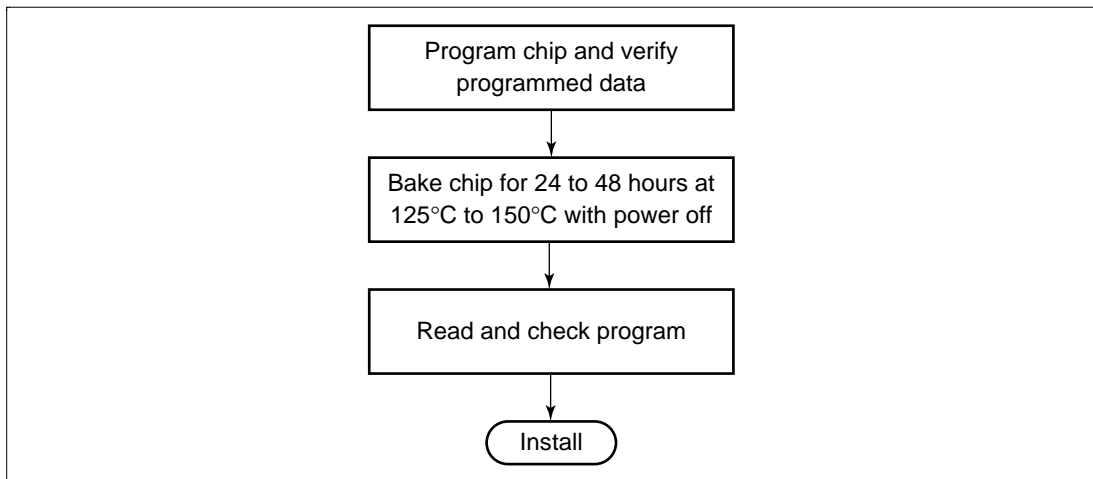 Program chip and verify
programmed data
Bake chip for 24 to 48 hours at
125°C to 150°C with power off
Read and check program
Install